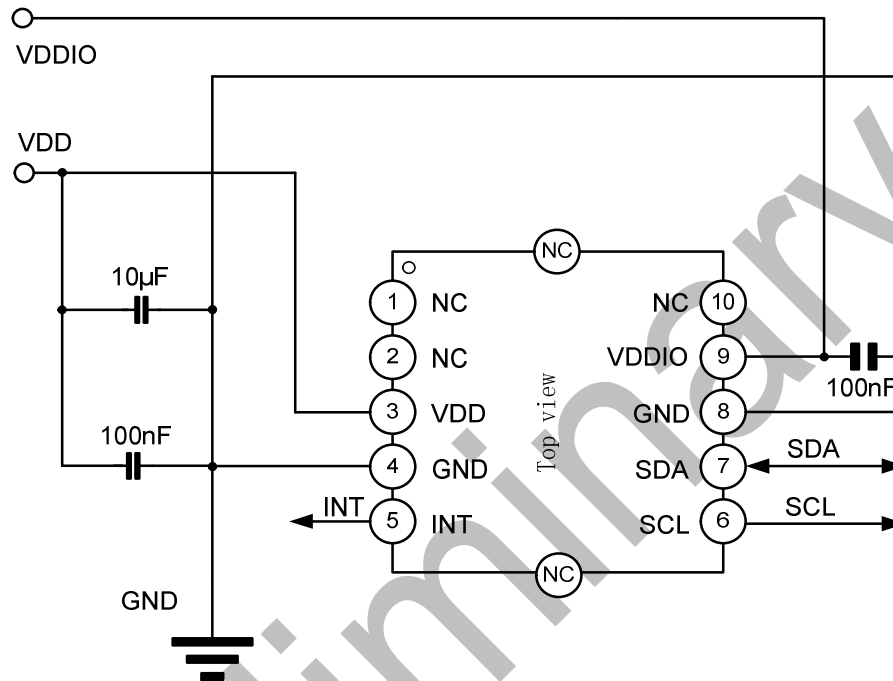 VDDIO
VDD
NC
10µF
1 NC
NC 10
2 NC
VDDIO 9
100nF
3 VDD
GND 8
Top view
100nF
4 GND
SDA 7
SDA
INT
5 INT
SCL 6
SCL
NC
GND